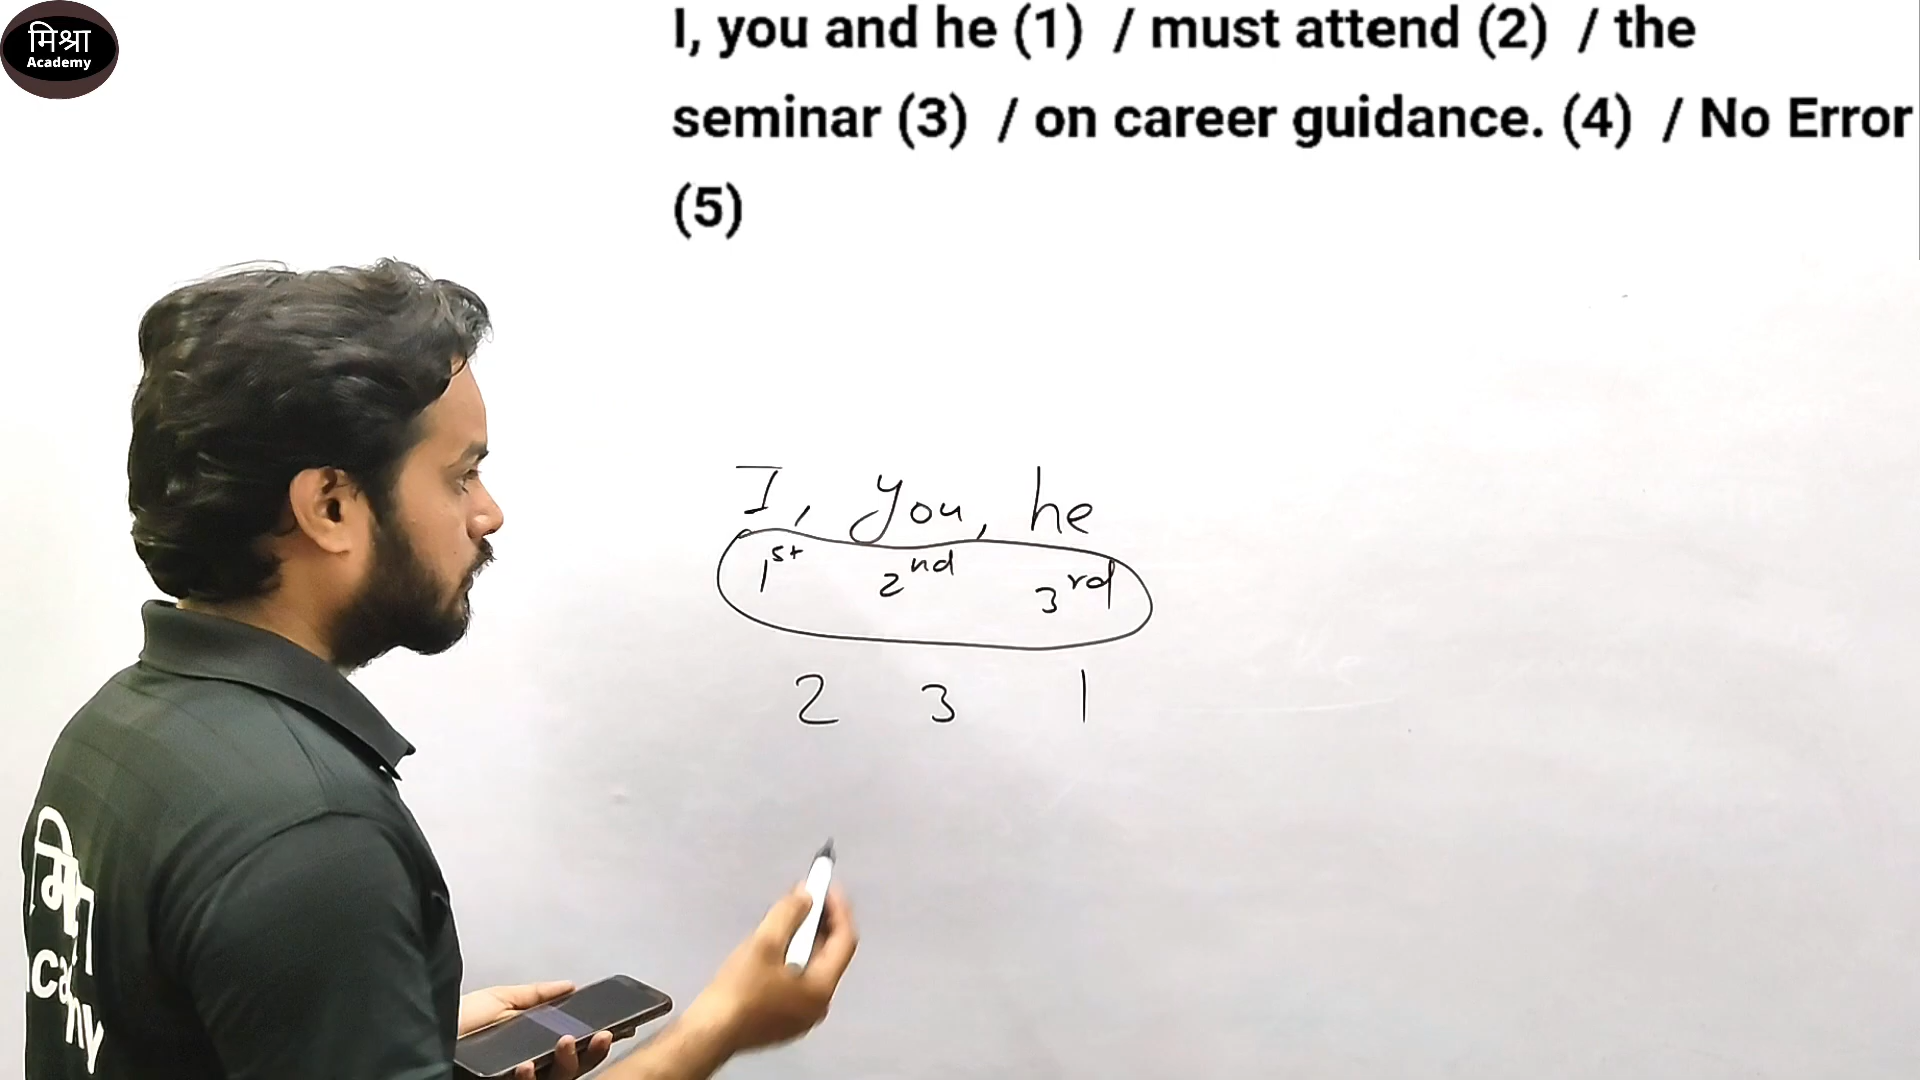 मिश्रा
Academy
I, you and he (1) / must attend (2) / the
seminar (3) / on career guidance. (4) / No Error
(5)
I, you, he
1st 2nd 3rd
2 3 1